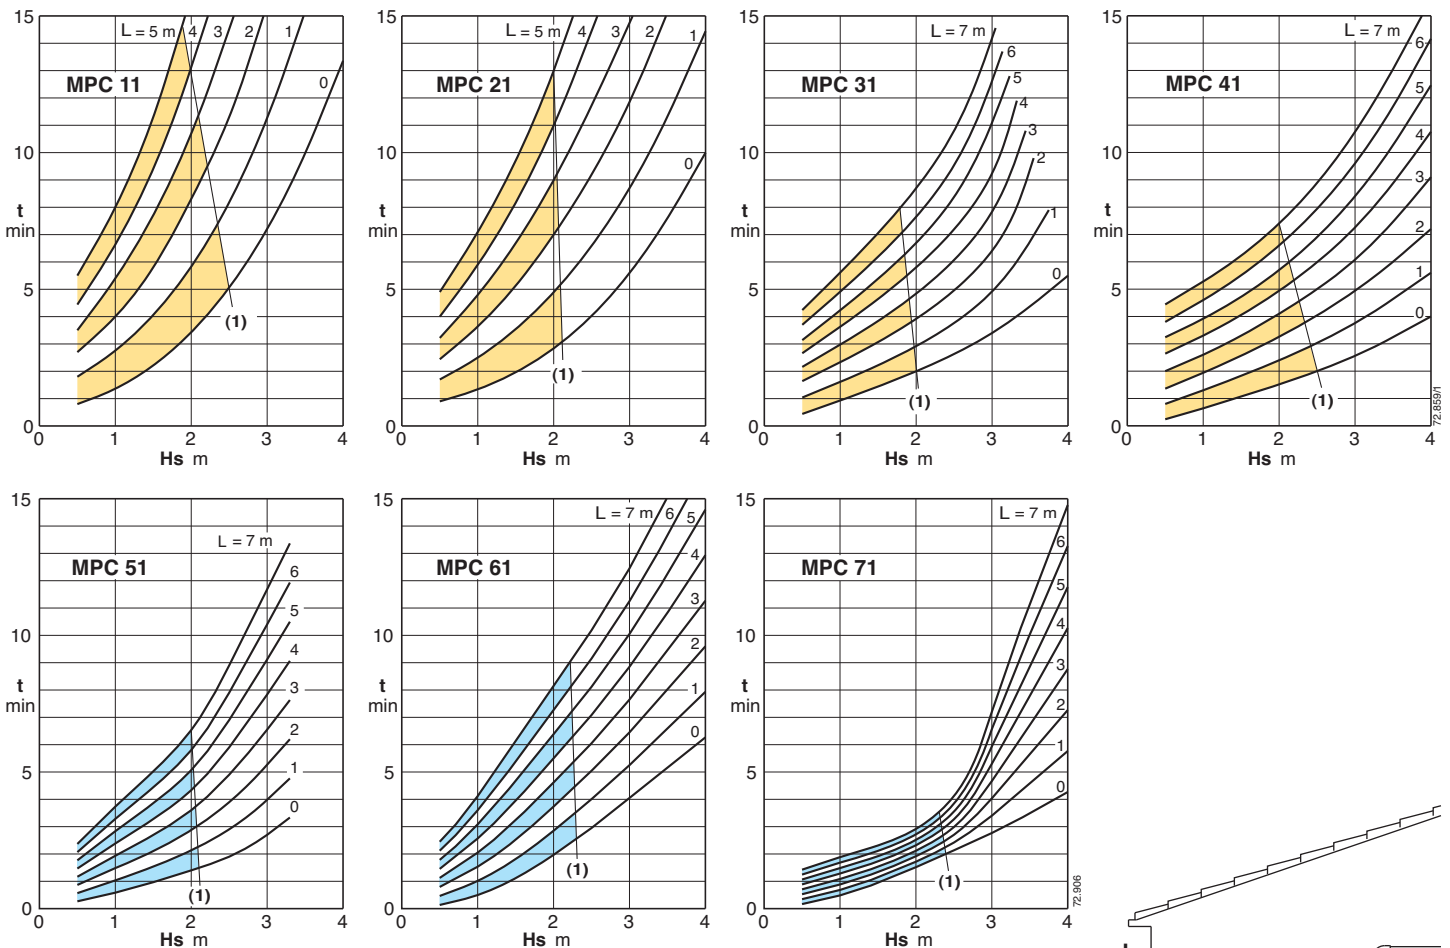 15
L = 5 m 4 3 2 1
0
MPC 11
10
t
min
5
(1)
0
0 1 2 3 4
Hs m
15
L = 5 m 4 3 2 1
0
MPC 21
10
t
min
5
(1)
0
0 1 2 3 4
Hs m
15
L = 7 m
6
5
4
3
2
1
0
MPC 31
10
t
min
5
(1)
0
0 1 2 3 4
Hs m
15
L = 7 m
6
5
4
3
2
1
0
MPC 41
10
t
min
5
(1)
0
0 1 2 3 4
Hs m
72.859/1
15
L = 7 m
6
5
4
3
2
1
0
MPC 51
10
t
min
5
(1)
0
0 1 2 3 4
Hs m
15
L = 7 m 6 5
4
3
2
1
0
MPC 61
10
t
min
5
(1)
0
0 1 2 3 4
Hs m
15
L = 7 m
6
5
4
3
2
1
0
MPC 71
10
t
min
5
(1)
0
0 1 2 3 4
Hs m
72.906